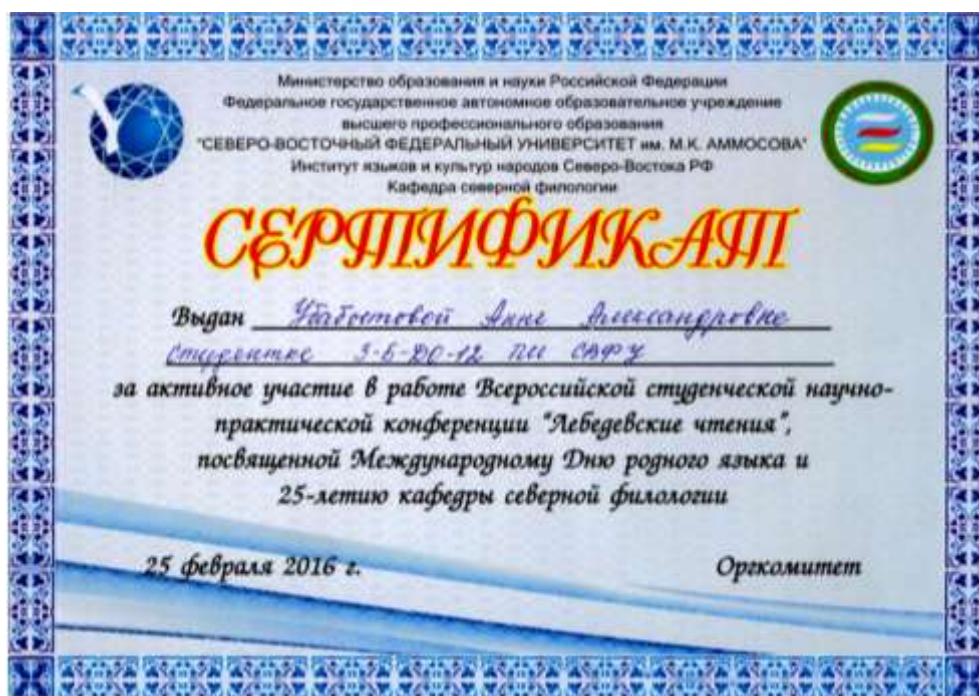 Министерство образования и науки Российской Федерации
Федеральное государственное автономное образовательное учреждение
высшего профессионального образования
"СЕВЕРО-ВОСТОЧНЫЙ ФЕДЕРАЛЬНЫЙ УНИВЕРСИТЕТ им. М.К. АММОСОВА"
Институт языков и культур народов Северо-Востока РФ
Кафедра северной филологии
СЕРТИФИКАТ
Выдан Анне Александровне
студентке З-Б-ДО-12 ПИ СВФУ
за активное участие в работе Всероссийской студенческой научно-
практической конференции "Лебедевские чтения",
посвященной Международному Дню родного языка и
25-летию кафедры северной филологии
25 февраля 2016 г. Оргкомитет